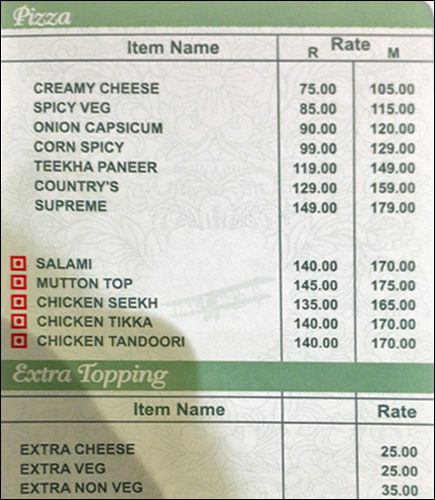 Pizza
Item Name Rate
R M
CREAMY CHEESE 75.00 105.00
SPICY VEG 85.00 115.00
ONION CAPSICUM 90.00 120.00
CORN SPICY 99.00 129.00
TEEKHA PANEER 119.00 149.00
COUNTRY'S 129.00 159.00
SUPREME 149.00 179.00
SALAMI 140.00 170.00
MUTTON TOP 145.00 175.00
CHICKEN SEEKH 135.00 165.00
CHICKEN TIKKA 140.00 170.00
CHICKEN TANDOORI 140.00 170.00
Extra Topping
Item Name Rate
EXTRA CHEESE 25.00
EXTRA VEG 25.00
EXTRA NON VEG 35.00